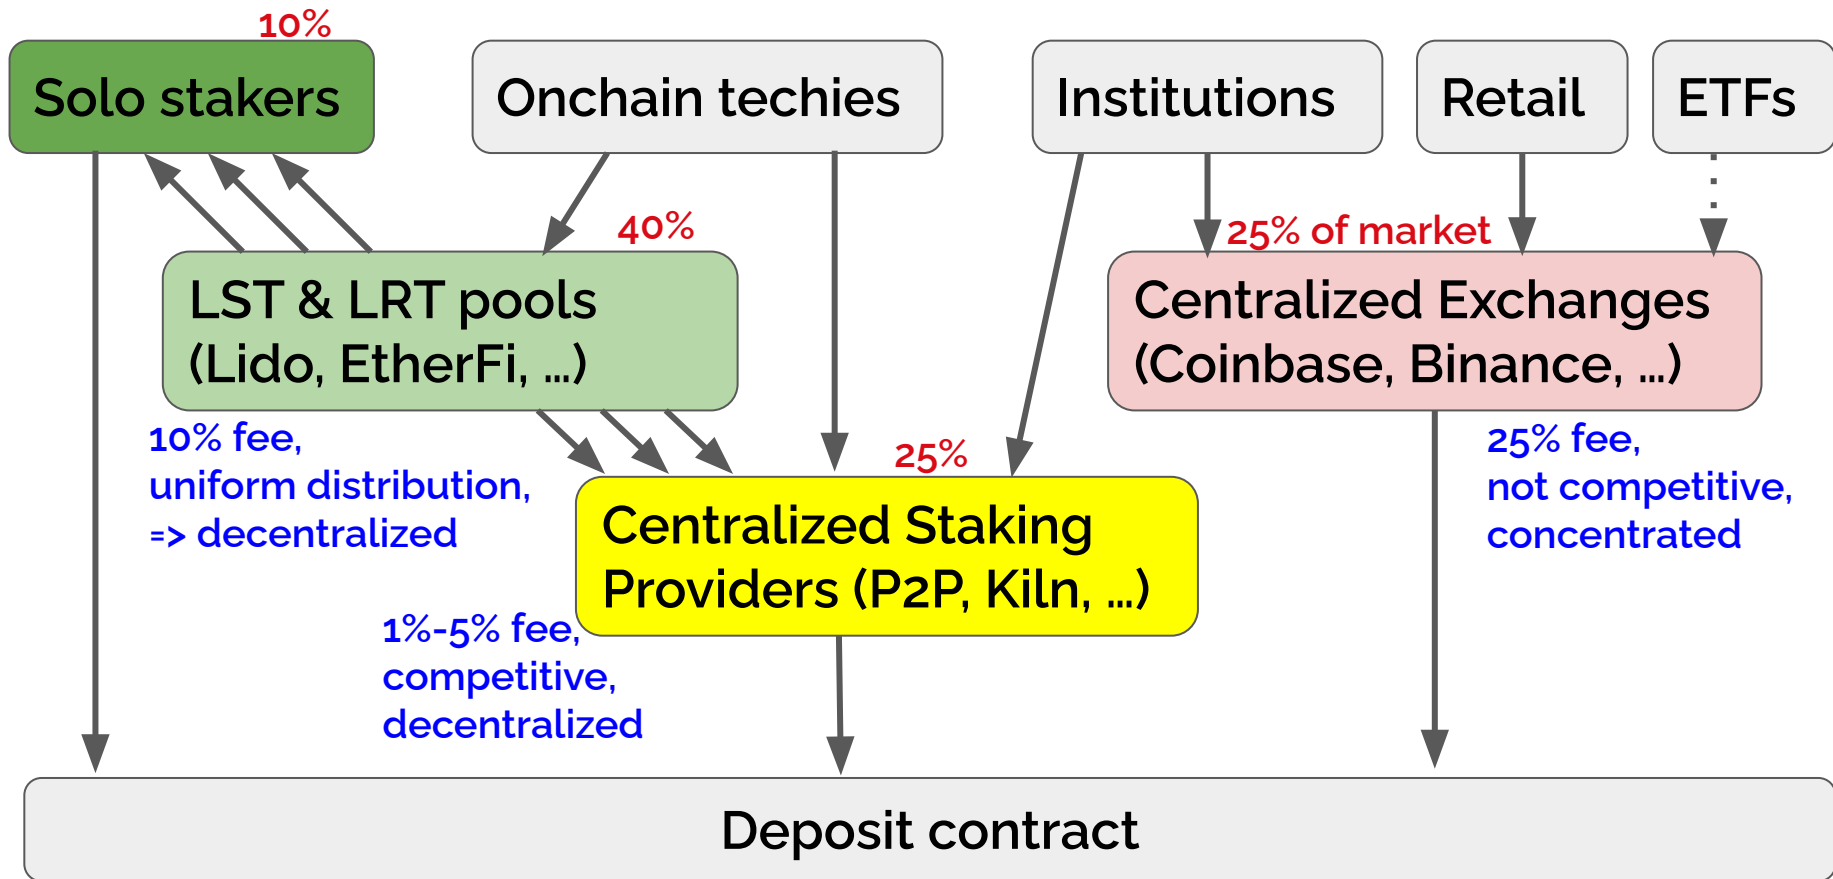 10%
Solo stakers
Onchain techies
Institutions
Retail
ETFs
40%
25% of market
LST & LRT pools
(Lido, EtherFi, ...)
Centralized Exchanges
(Coinbase, Binance, ...)
10% fee,
uniform distribution,
=> decentralized
25%
25% fee,
not competitive,
concentrated
Centralized Staking
Providers (P2P, Kiln, ...)
1%-5% fee,
competitive,
decentralized
Deposit contract